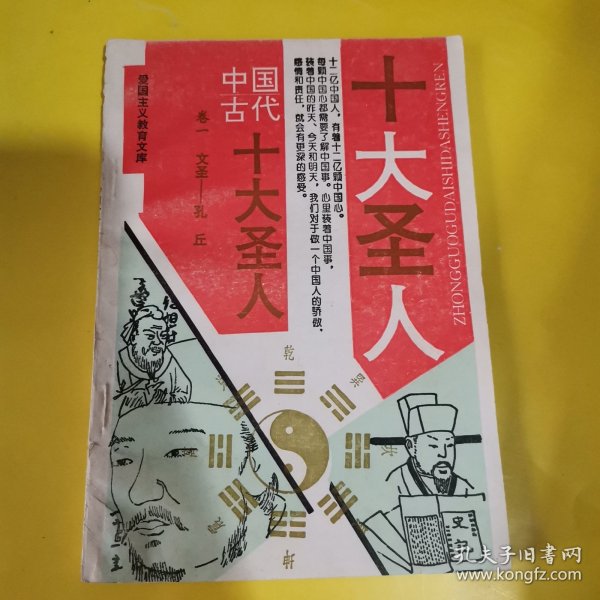 爱国主义教育文库
中国
古代
十大圣人
卷一 文圣——孔丘
十二亿中国人，有着十二亿颗中国心。
每颗中国心都需要了解中国事。心里装着中国事，
装着中国的昨天、今天和明天，我们对于做一个中国人的骄傲、
感情和责任，就会有更深的感受。
十大圣人
ZHONGGUOGUDAISHIDASHENGREN
乾
坤
史记
孔夫子旧书网
www.kongfz.com